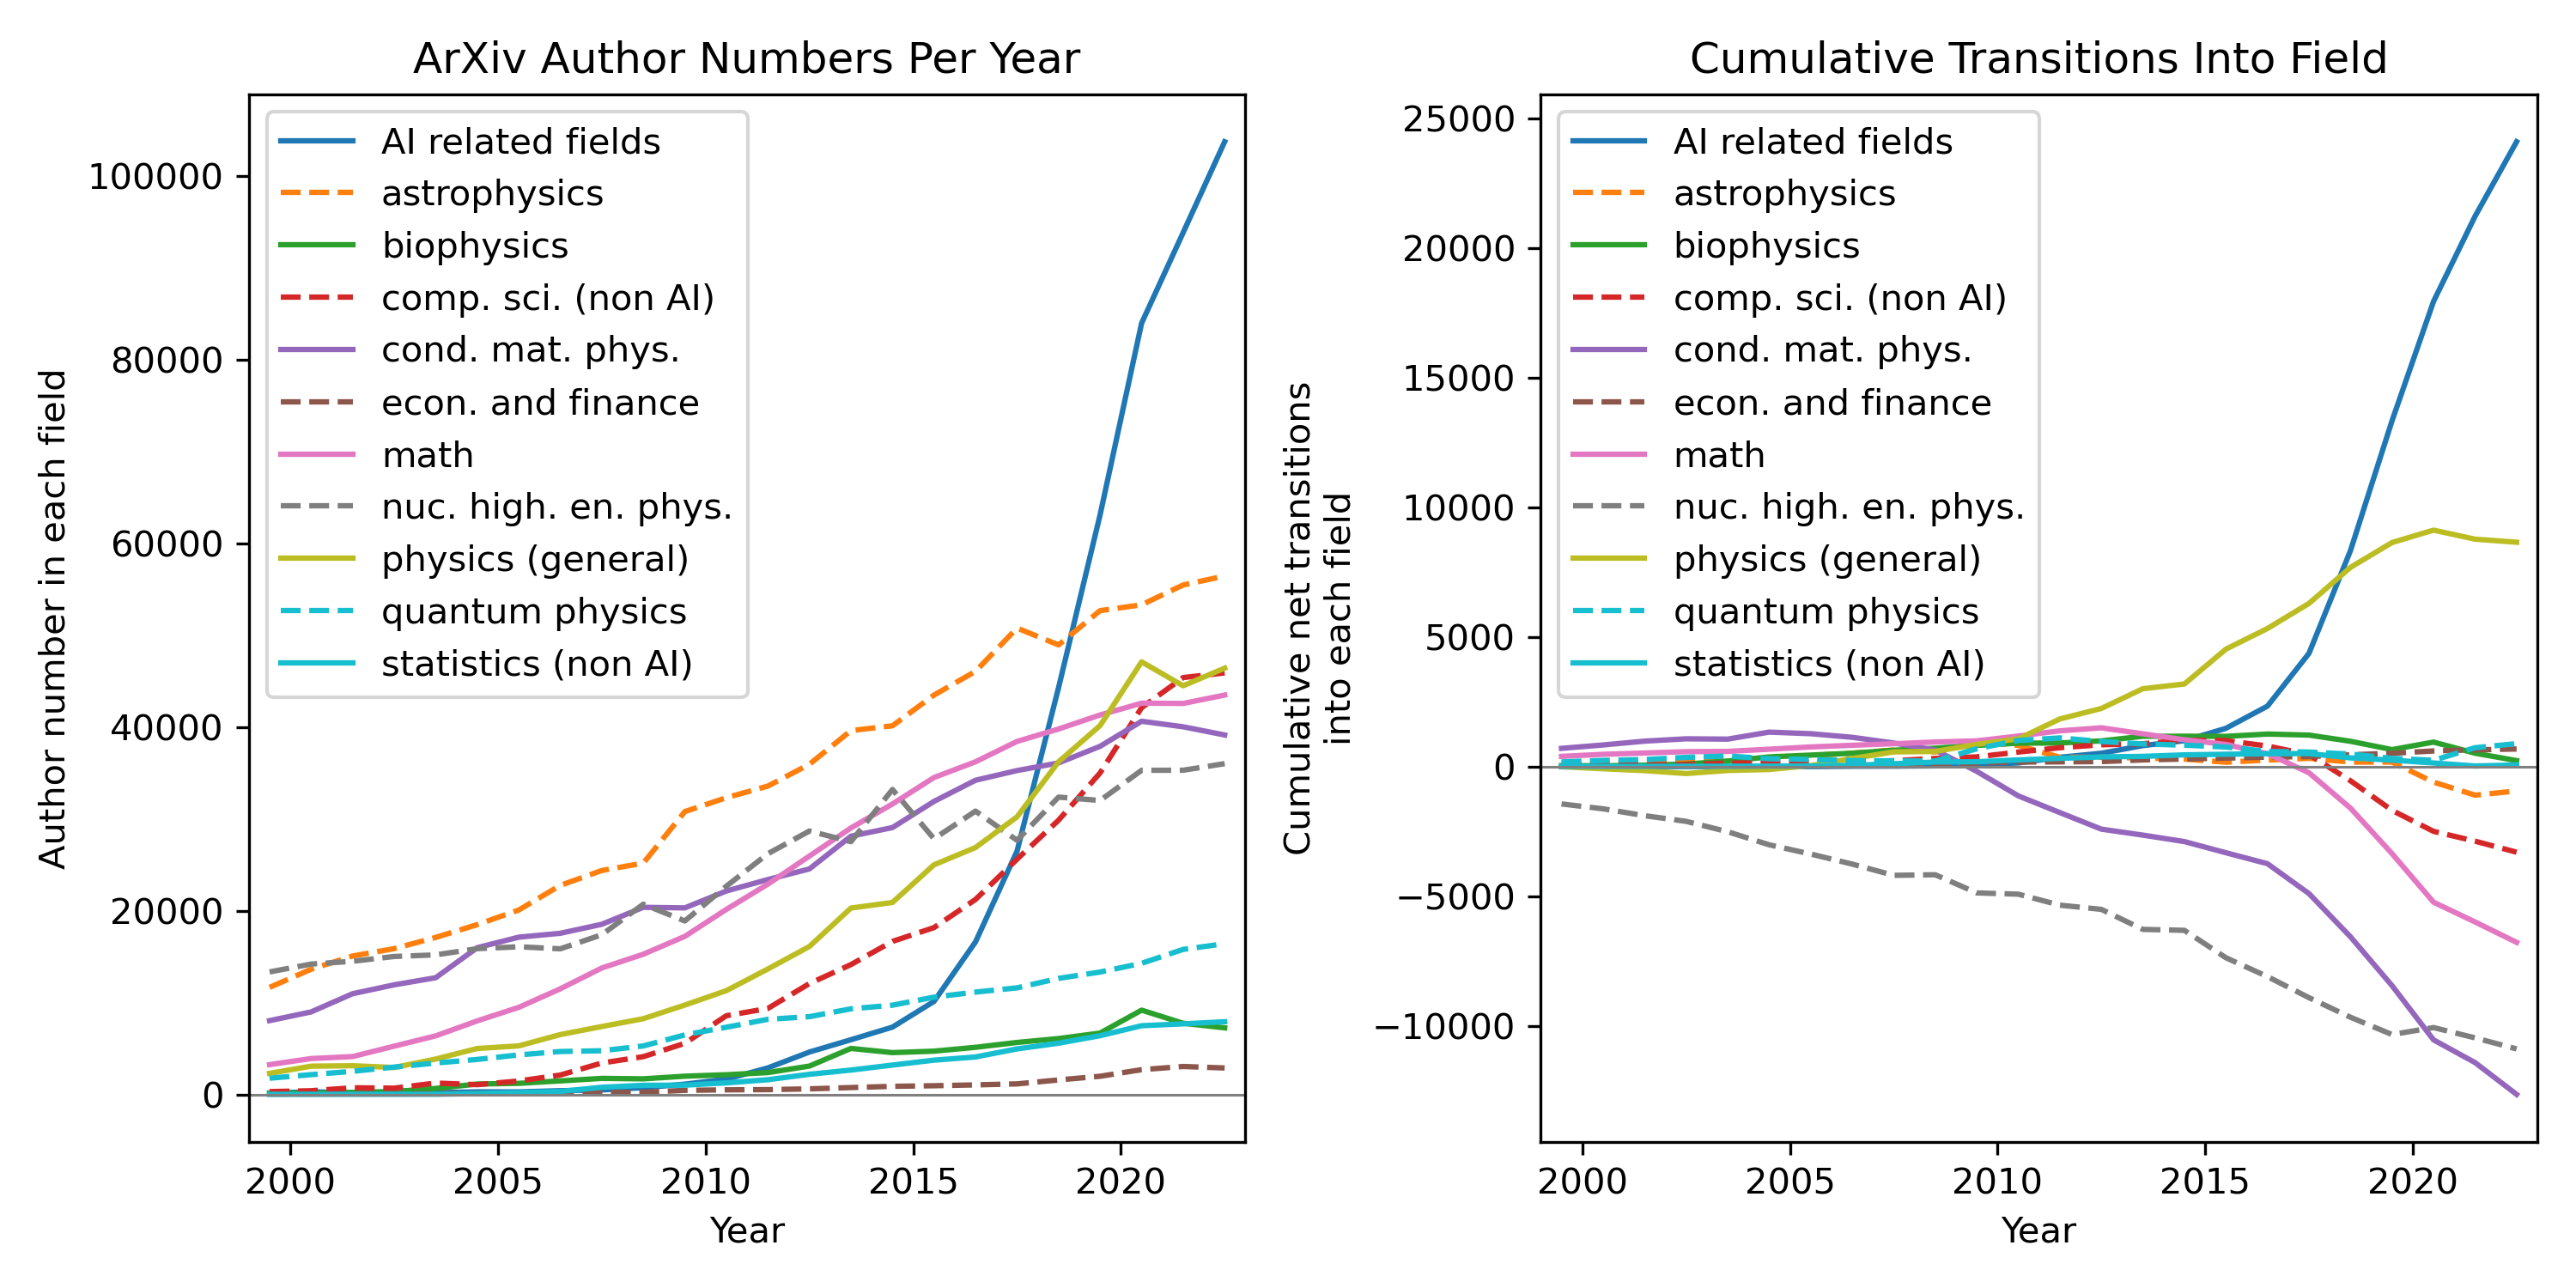 ArXiv Author Numbers Per Year
Author number in each field
100000
80000
60000
40000
20000
0
AI related fields
astrophysics
biophysics
comp. sci. (non AI)
cond. mat. phys.
econ. and finance
math
nuc. high. en. phys.
physics (general)
quantum physics
statistics (non AI)
2000 2005 2010 2015 2020
Year
Cumulative Transitions Into Field
Cumulative net transitions
into each field
25000
20000
15000
10000
5000
0
−5000
−10000
AI related fields
astrophysics
biophysics
comp. sci. (non AI)
cond. mat. phys.
econ. and finance
math
nuc. high. en. phys.
physics (general)
quantum physics
statistics (non AI)
2000 2005 2010 2015 2020
Year